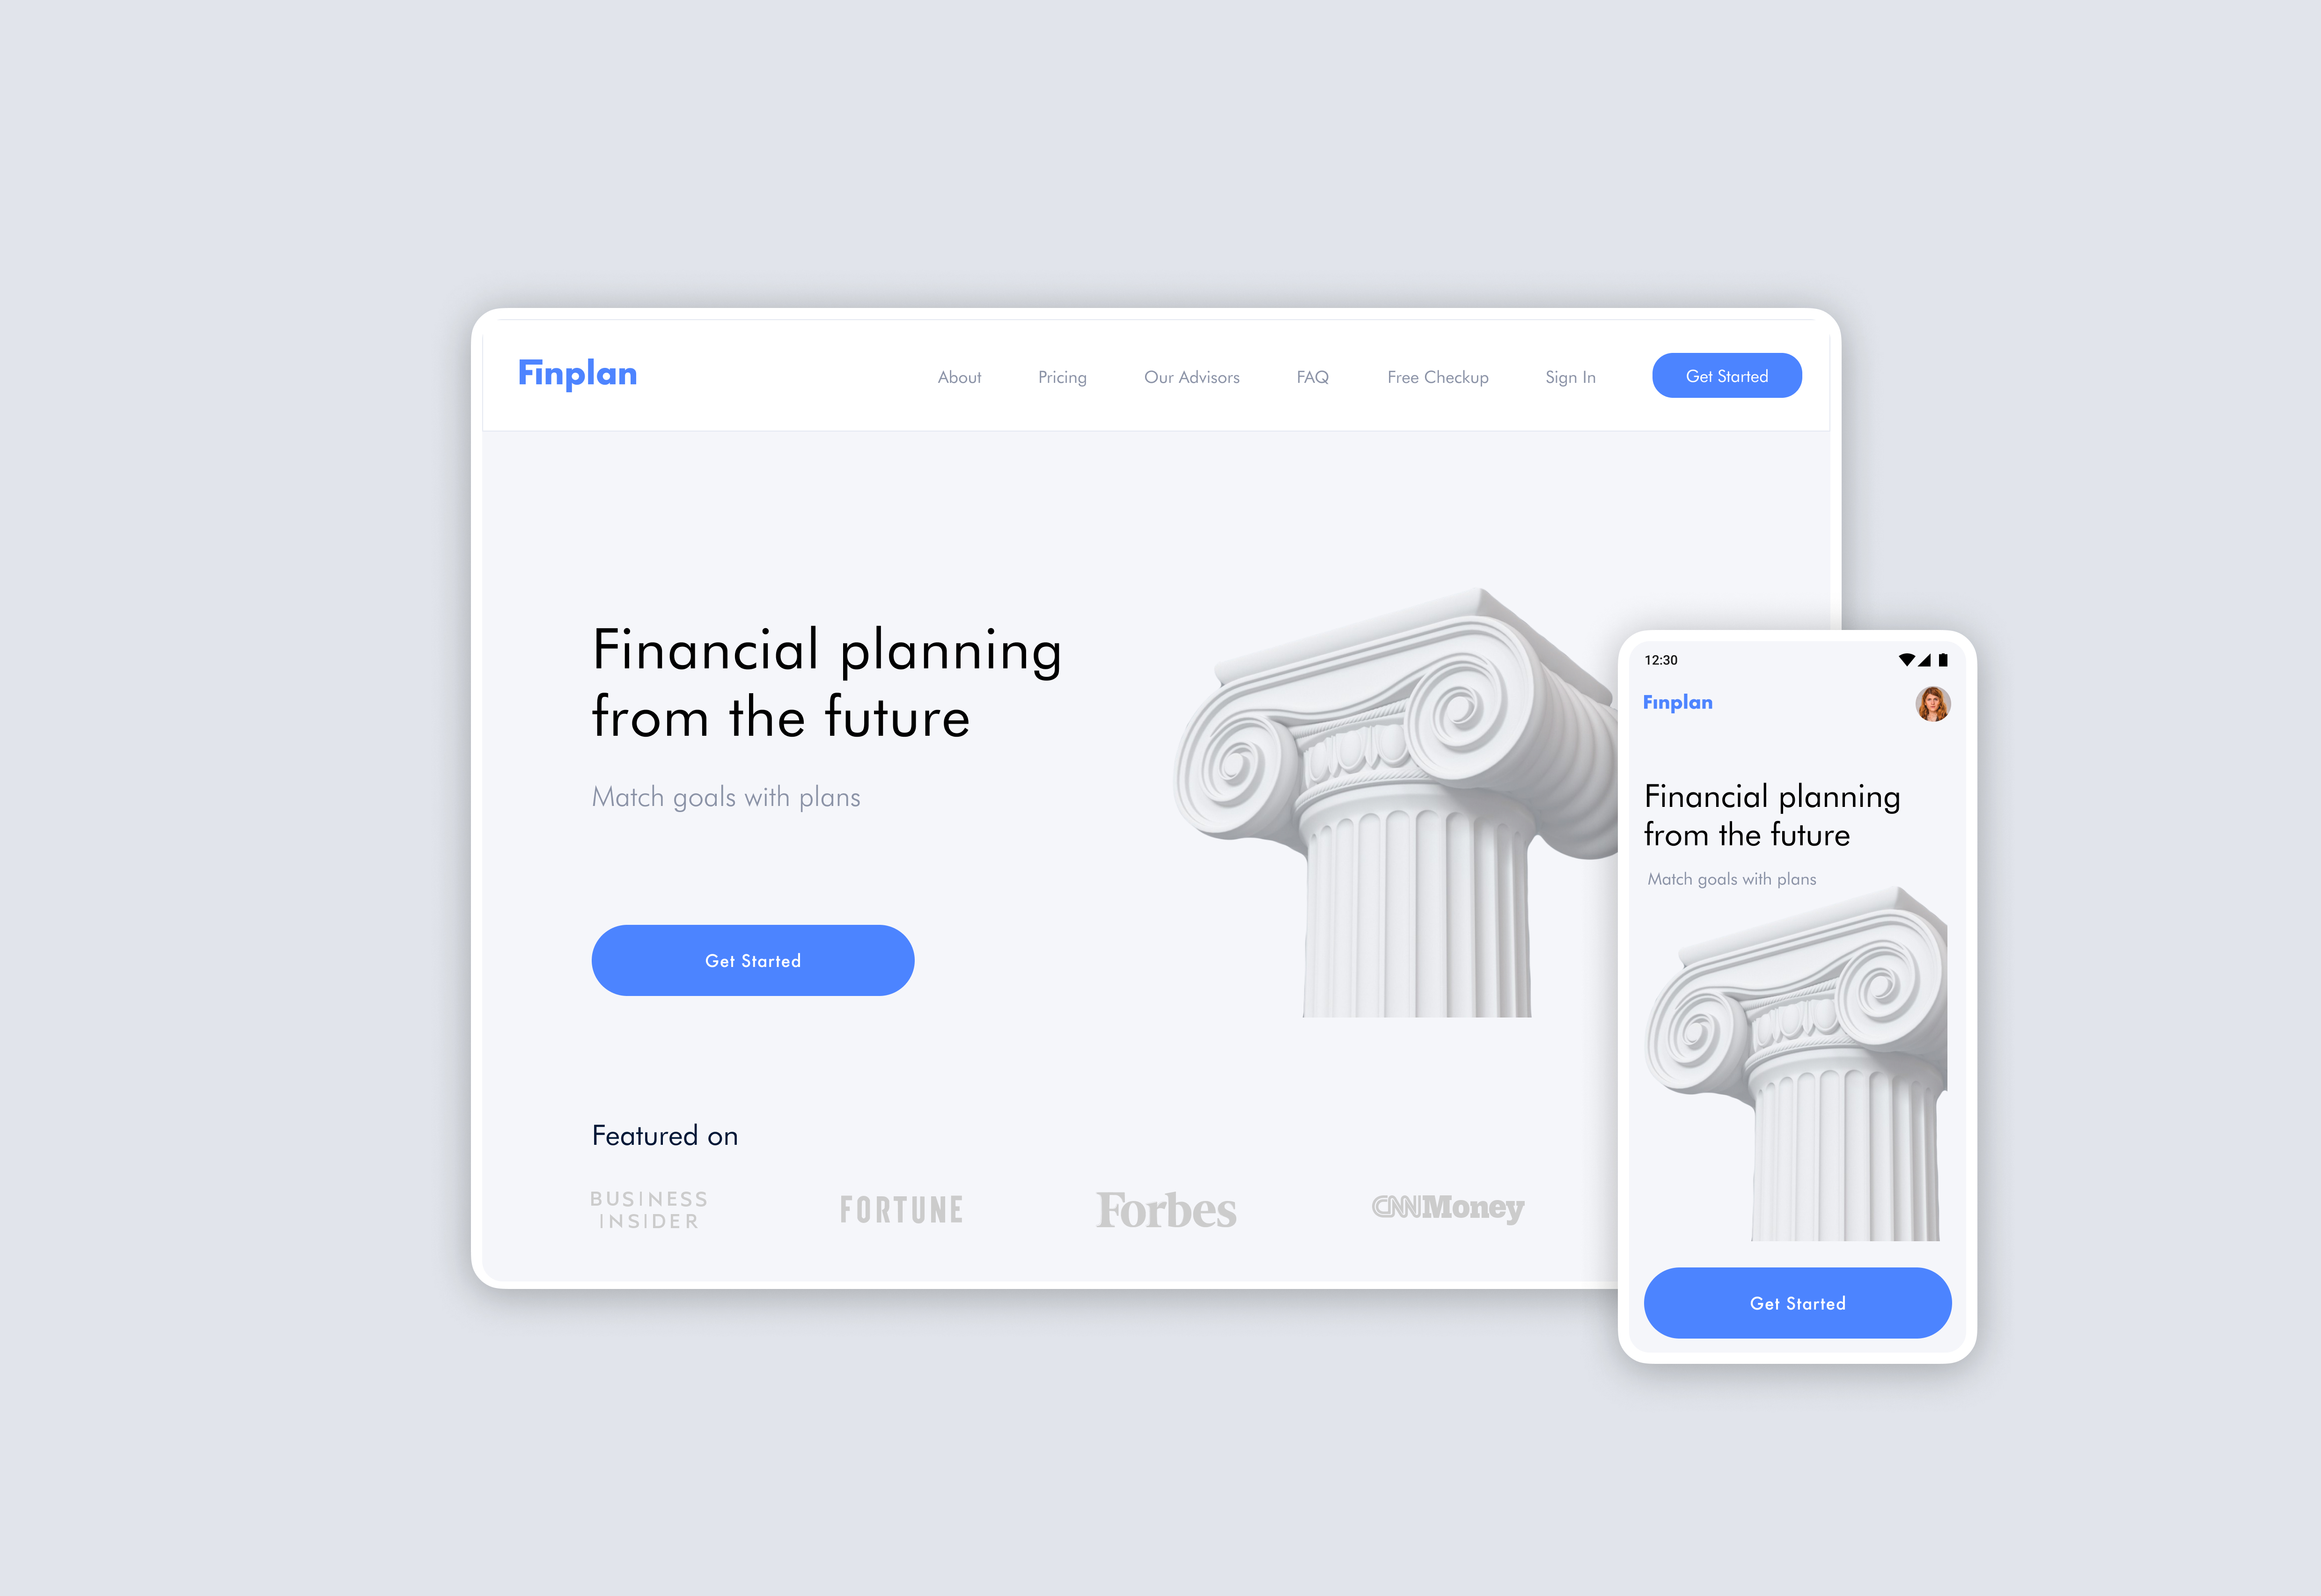 Finplan
About
Pricing
Our Advisors
FAQ
Free Checkup
Sign In
Get Started
Financial planning
from the future
Match goals with plans
Get Started
Featured on
BUSINESS
INSIDER
FORTUNE
Forbes
CNNMoney
12:30
Finplan
Financial planning
from the future
Match goals with plans
Get Started